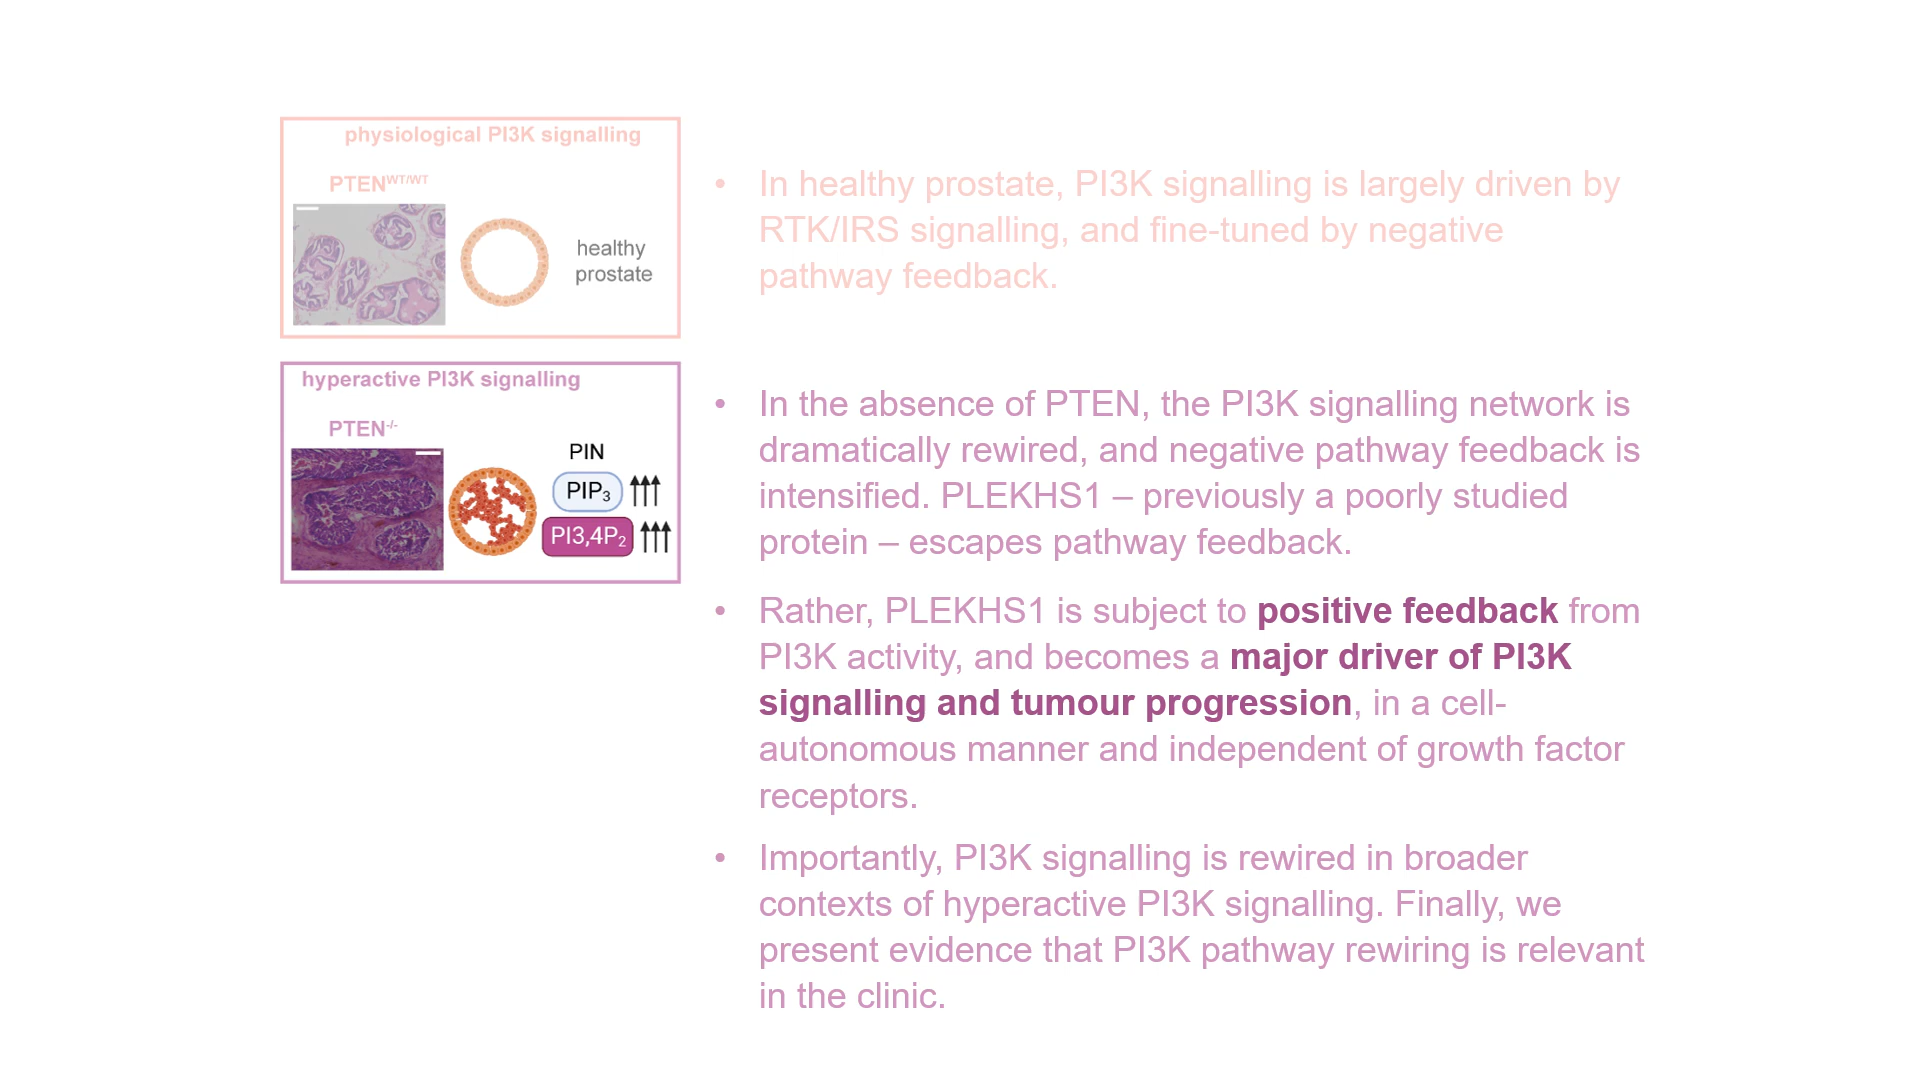 physiological PI3K signalling
PTENWT/WT
healthy
prostate
• In healthy prostate, PI3K signalling is largely driven by
RTK/IRS signalling, and fine-tuned by negative
pathway feedback.
hyperactive PI3K signalling
PTEN-/-
PIN
PIP3
PI3,4P2
• In the absence of PTEN, the PI3K signalling network is
dramatically rewired, and negative pathway feedback is
intensified. PLEKHS1 – previously a poorly studied
protein – escapes pathway feedback.
• Rather, PLEKHS1 is subject to positive feedback from
PI3K activity, and becomes a major driver of PI3K
signalling and tumour progression, in a cell-
autonomous manner and independent of growth factor
receptors.
• Importantly, PI3K signalling is rewired in broader
contexts of hyperactive PI3K signalling. Finally, we
present evidence that PI3K pathway rewiring is relevant
in the clinic.